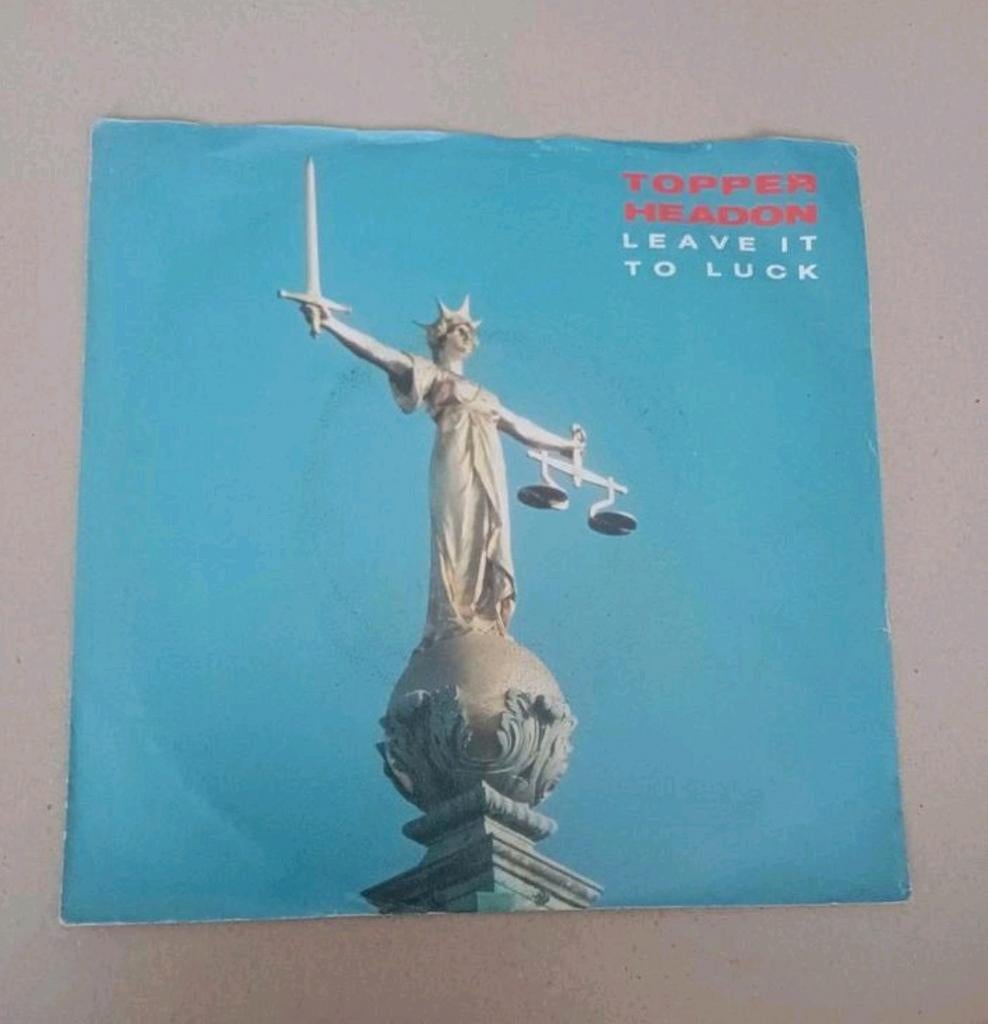 TOPPER
HEADON
LEAVE IT
TO LUCK